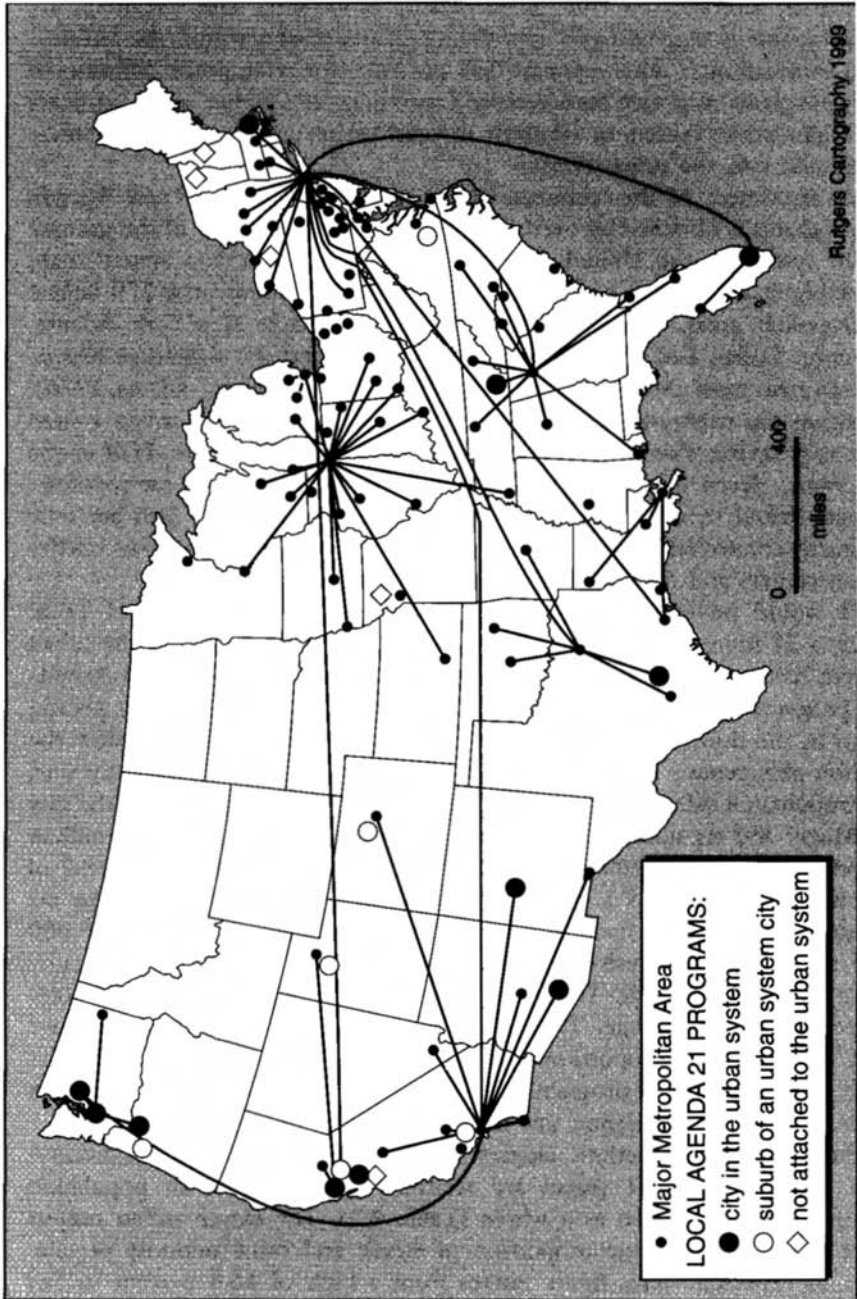 Rutgers Cartography 1999
0 400
miles
Major Metropolitan Area
LOCAL AGENDA 21 PROGRAMS:
city in the urban system
suburb of an urban system city
not attached to the urban system